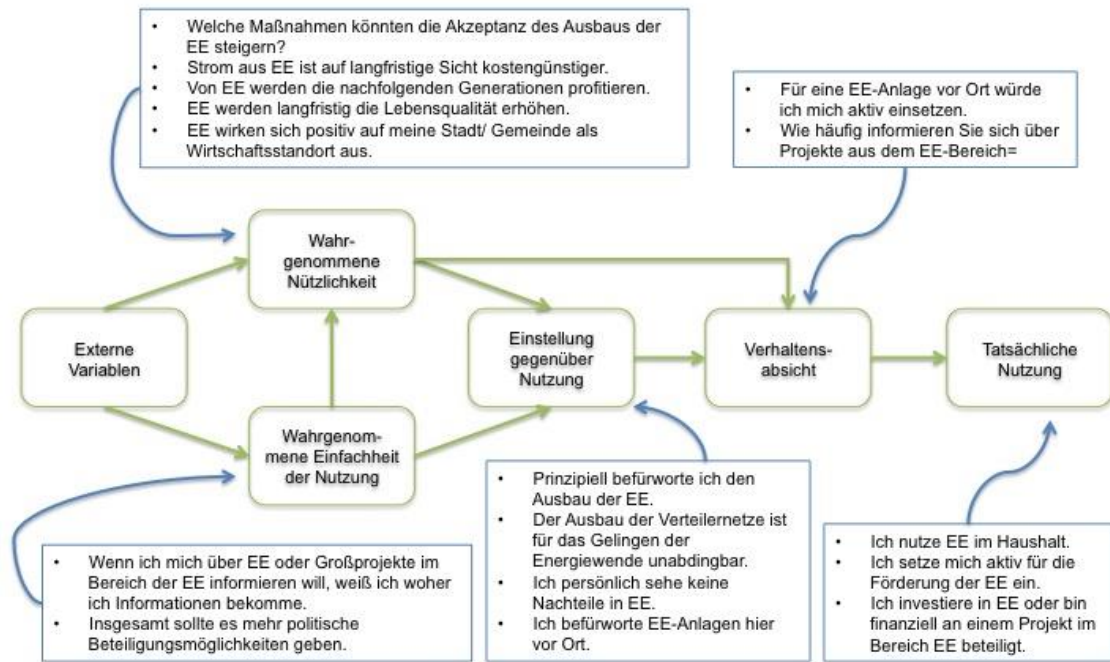 • Welche Maßnahmen könnten die Akzeptanz des Ausbaus der
EE steigern?
• Strom aus EE ist auf langfristige Sicht kostengünstiger.
• Von EE werden die nachfolgenden Generationen profitieren.
• EE werden langfristig die Lebensqualität erhöhen.
• EE wirken sich positiv auf meine Stadt/ Gemeinde als
Wirtschaftsstandort aus.
• Für eine EE-Anlage vor Ort würde
ich mich aktiv einsetzen.
• Wie häufig informieren Sie sich über
Projekte aus dem EE-Bereich=
Wahr-
genommene
Nützlichkeit
Externe
Variablen
Einstellung
gegenüber
Nutzung
Verhaltens-
absicht
Tatsächliche
Nutzung
Wahrgenom-
mene Einfachheit
der Nutzung
• Wenn ich mich über EE oder Großprojekte im
Bereich der EE informieren will, weiß ich woher
ich Informationen bekomme.
• Insgesamt sollte es mehr politische
Beteiligungsmöglichkeiten geben.
• Prinzipiell befürworte ich den
Ausbau der EE.
• Der Ausbau der Verteilernetze ist
für das Gelingen der
Energiewende unabdingbar.
• Ich persönlich sehe keine
Nachteile in EE.
• Ich befürworte EE-Anlagen hier
vor Ort.
• Ich nutze EE im Haushalt.
• Ich setze mich aktiv für die
Förderung der EE ein.
• Ich investiere in EE oder bin
finanziell an einem Projekt im
Bereich EE beteiligt.